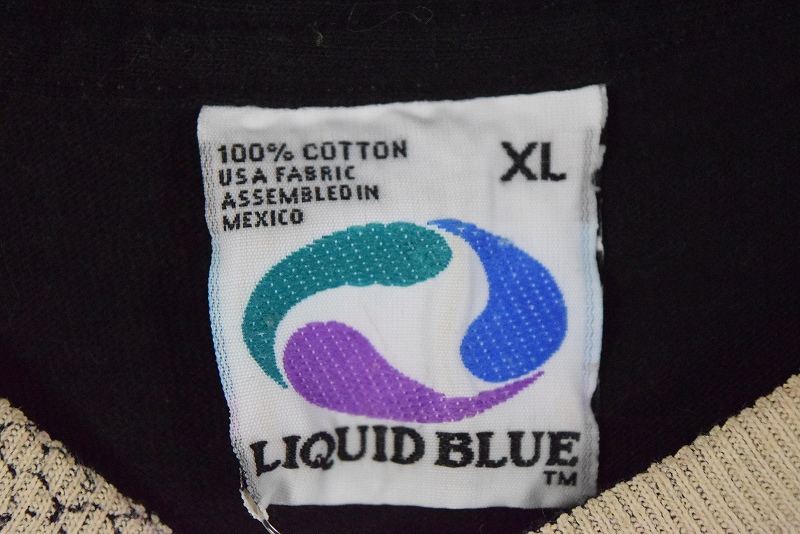 100% COTTON
USA FABRIC
ASSEMBLED IN
MEXICO
XL
LIQUID BLUE
TM